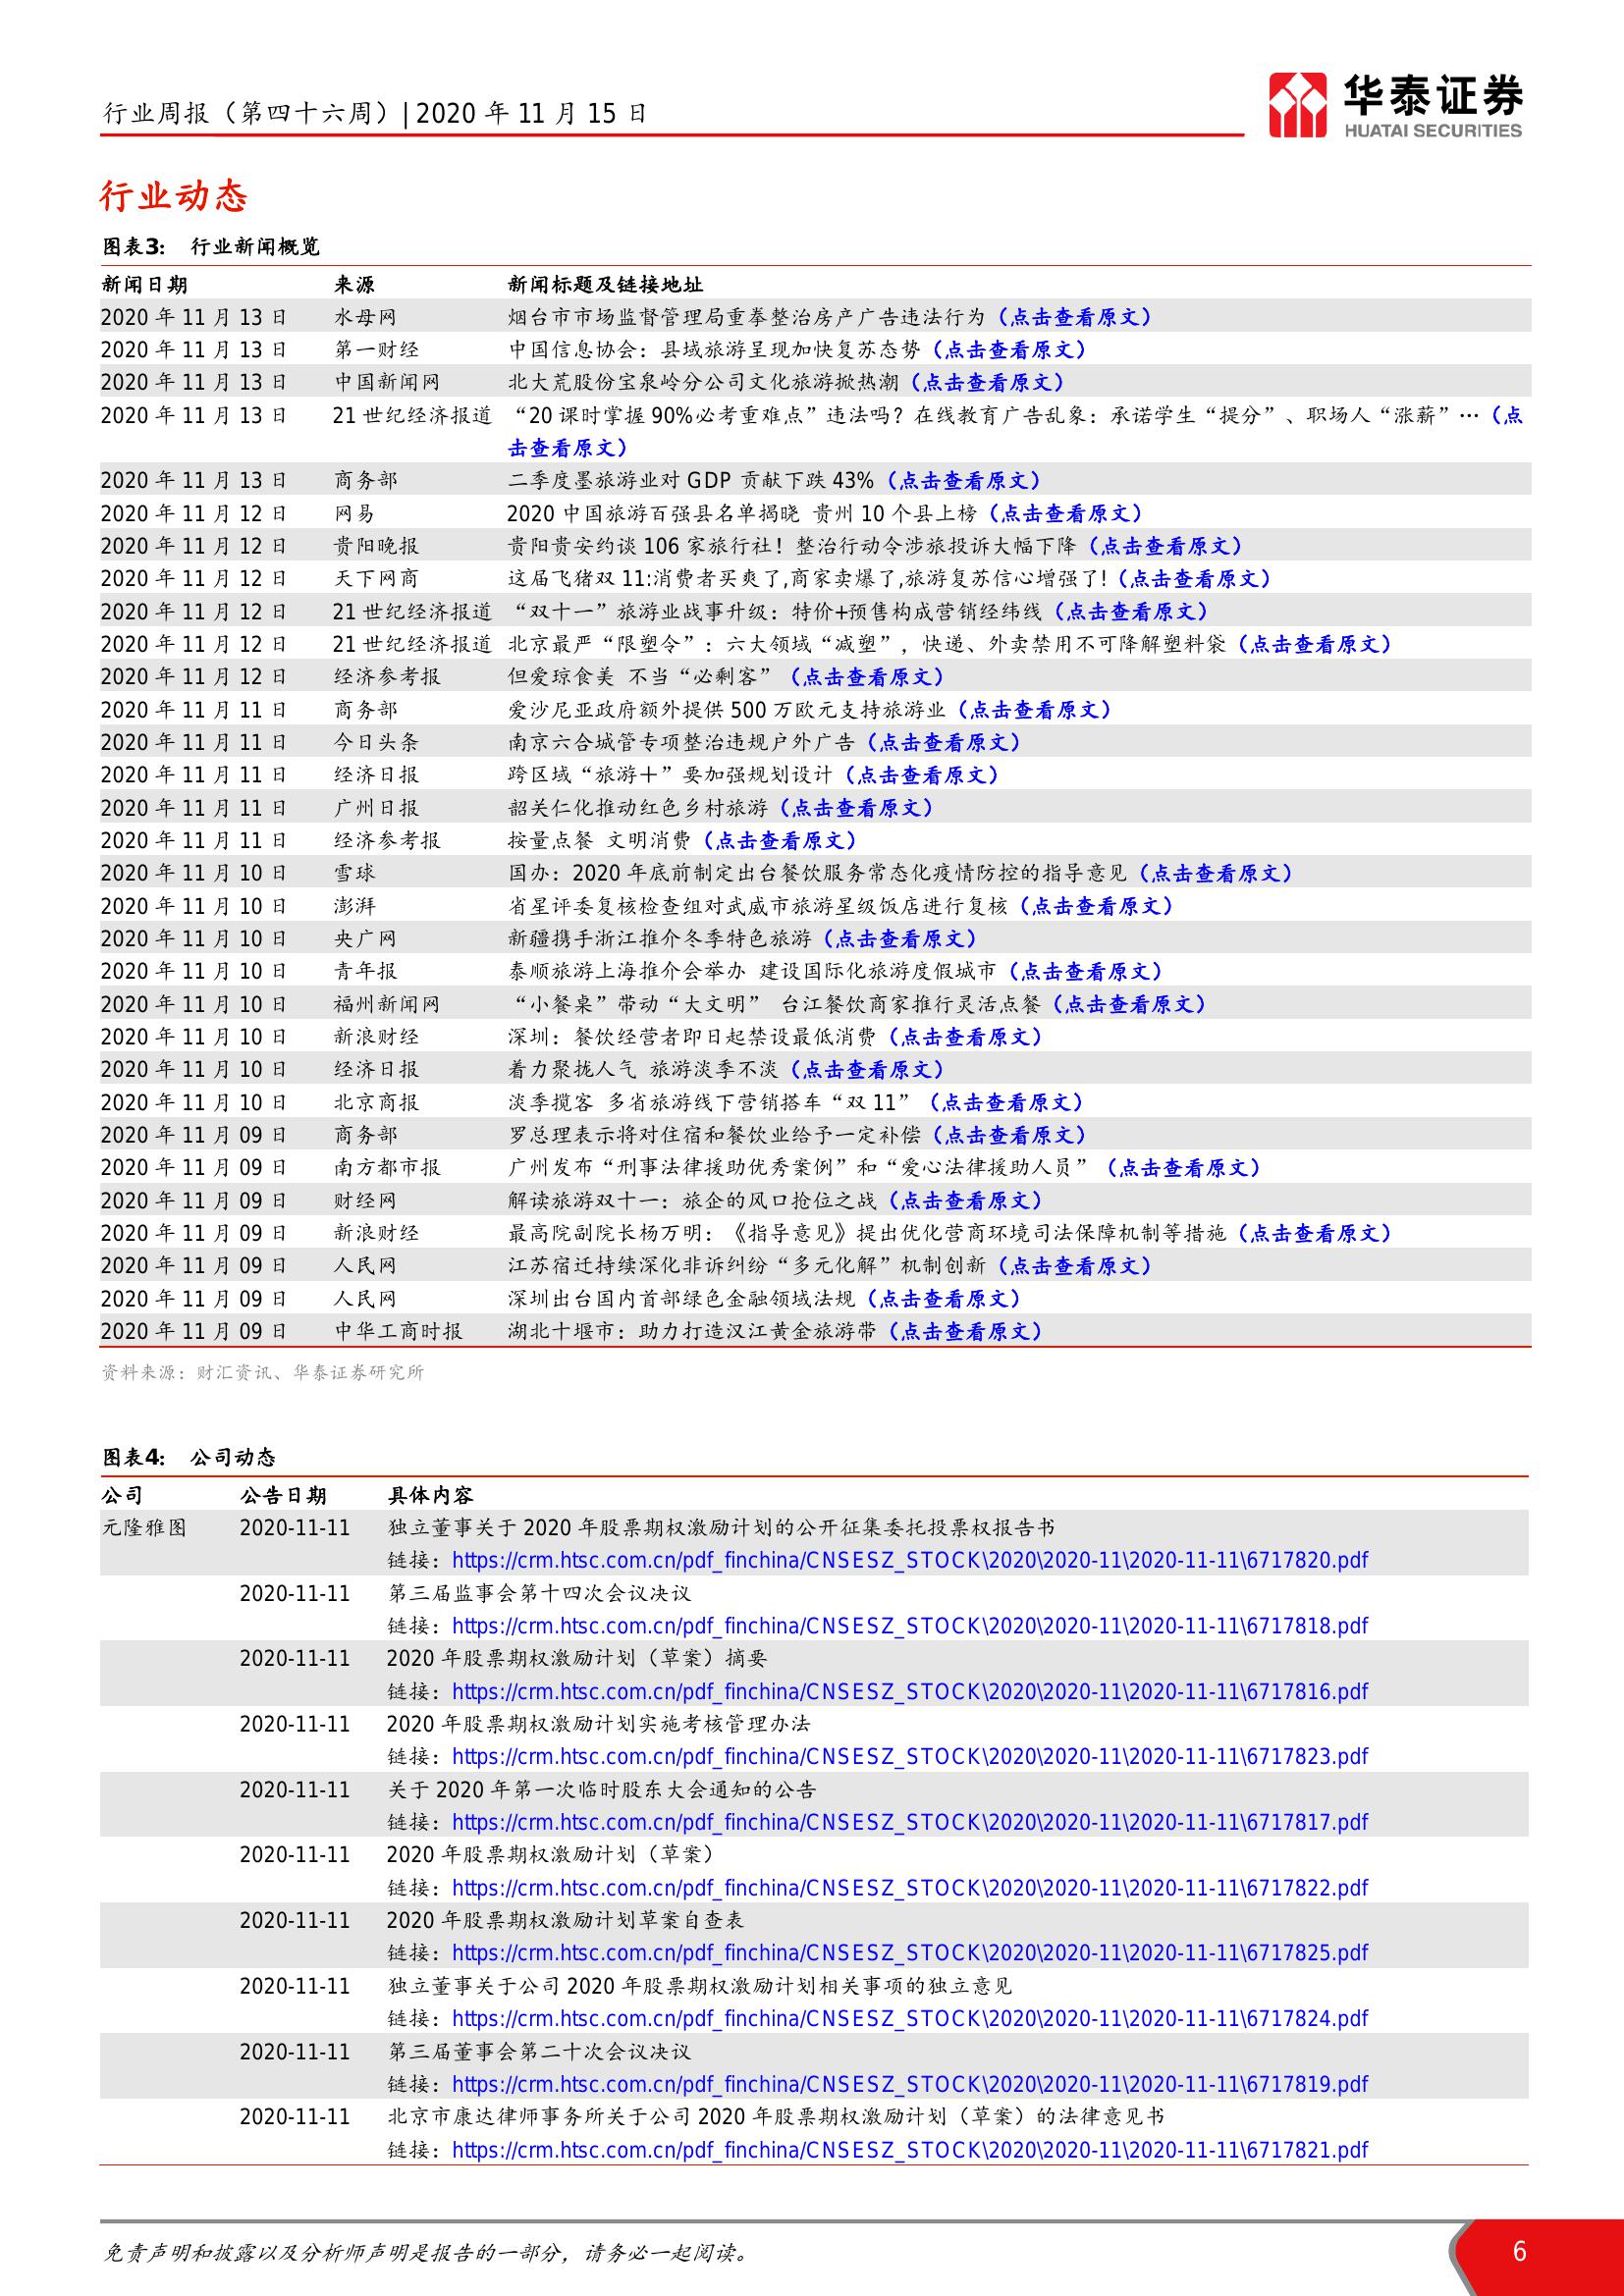 行业周报（第四十六周）| 2020 年 11 月 15 日
华泰证券
HUATAI SECURITIES
行业动态
图表3： 行业新闻概览
新闻日期 来源 新闻标题及链接地址
2020 年 11 月 13 日 水母网 烟台市市场监督管理局重拳整治房产广告违法行为（点击查看原文）
2020 年 11 月 13 日 第一财经 中国信息协会：县域旅游呈现加快复苏态势（点击查看原文）
2020 年 11 月 13 日 中国新闻网 北大荒股份宝泉岭分公司文化旅游掀热潮（点击查看原文）
2020 年 11 月 13 日 21 世纪经济报道 “20 课时掌握 90%必考重难点”违法吗？在线教育广告乱象：承诺学生“提分”、职场人“涨薪”…（点
击查看原文）
2020 年 11 月 13 日 商务部 二季度墨旅游业对 GDP 贡献下跌 43%（点击查看原文）
2020 年 11 月 12 日 网易 2020 中国旅游百强县名单揭晓 贵州 10 个县上榜（点击查看原文）
2020 年 11 月 12 日 贵阳晚报 贵阳贵安约谈 106 家旅行社！整治行动令涉旅投诉大幅下降（点击查看原文）
2020 年 11 月 12 日 天下网商 这届飞猪双 11:消费者买爽了,商家卖爆了,旅游复苏信心增强了!（点击查看原文）
2020 年 11 月 12 日 21 世纪经济报道 “双十一”旅游业战事升级：特价+预售构成营销经纬线（点击查看原文）
2020 年 11 月 12 日 21 世纪经济报道 北京最严“限塑令”：六大领域“减塑”，快递、外卖禁用不可降解塑料袋（点击查看原文）
2020 年 11 月 12 日 经济参考报 但爱琼食美 不当“必剩客”（点击查看原文）
2020 年 11 月 11 日 商务部 爱沙尼亚政府额外提供 500 万欧元支持旅游业（点击查看原文）
2020 年 11 月 11 日 今日头条 南京六合城管专项整治违规户外广告（点击查看原文）
2020 年 11 月 11 日 经济日报 跨区域“旅游＋”要加强规划设计（点击查看原文）
2020 年 11 月 11 日 广州日报 韶关仁化推动红色乡村旅游（点击查看原文）
2020 年 11 月 11 日 经济参考报 按量点餐 文明消费（点击查看原文）
2020 年 11 月 10 日 雪球 国办：2020 年底前制定出台餐饮服务常态化疫情防控的指导意见（点击查看原文）
2020 年 11 月 10 日 澎湃 省星评委复核检查组对武威市旅游星级饭店进行复核（点击查看原文）
2020 年 11 月 10 日 央广网 新疆携手浙江推介冬季特色旅游（点击查看原文）
2020 年 11 月 10 日 青年报 泰顺旅游上海推介会举办 建设国际化旅游度假城市（点击查看原文）
2020 年 11 月 10 日 福州新闻网 “小餐桌”带动“大文明” 台江餐饮商家推行灵活点餐（点击查看原文）
2020 年 11 月 10 日 新浪财经 深圳：餐饮经营者即日起禁设最低消费（点击查看原文）
2020 年 11 月 10 日 经济日报 着力聚拢人气 旅游淡季不淡（点击查看原文）
2020 年 11 月 10 日 北京商报 淡季揽客 多省旅游线下营销搭车“双 11”（点击查看原文）
2020 年 11 月 09 日 商务部 罗总理表示将对住宿和餐饮业给予一定补偿（点击查看原文）
2020 年 11 月 09 日 南方都市报 广州发布“刑事法律援助优秀案例”和“爱心法律援助人员”（点击查看原文）
2020 年 11 月 09 日 财经网 解读旅游双十一：旅企的风口抢位之战（点击查看原文）
2020 年 11 月 09 日 新浪财经 最高院副院长杨万明：《指导意见》提出优化营商环境司法保障机制等措施（点击查看原文）
2020 年 11 月 09 日 人民网 江苏宿迁持续深化非诉纠纷“多元化解”机制创新（点击查看原文）
2020 年 11 月 09 日 人民网 深圳出台国内首部绿色金融领域法规（点击查看原文）
2020 年 11 月 09 日 中华工商时报 湖北十堰市：助力打造汉江黄金旅游带（点击查看原文）
资料来源：财汇资讯、华泰证券研究所
图表4： 公司动态
公司 公告日期 具体内容
元隆雅图 2020-11-11 独立董事关于 2020 年股票期权激励计划的公开征集委托投票权报告书
链接：https://crm.htsc.com.cn/pdf_finchina/CNSESZ_STOCK\2020\2020-11\2020-11-11\6717820.pdf
2020-11-11 第三届监事会第十四次会议决议
链接：https://crm.htsc.com.cn/pdf_finchina/CNSESZ_STOCK\2020\2020-11\2020-11-11\6717818.pdf
2020-11-11 2020 年股票期权激励计划（草案）摘要
链接：https://crm.htsc.com.cn/pdf_finchina/CNSESZ_STOCK\2020\2020-11\2020-11-11\6717816.pdf
2020-11-11 2020 年股票期权激励计划实施考核管理办法
链接：https://crm.htsc.com.cn/pdf_finchina/CNSESZ_STOCK\2020\2020-11\2020-11-11\6717823.pdf
2020-11-11 关于 2020 年第一次临时股东大会通知的公告
链接：https://crm.htsc.com.cn/pdf_finchina/CNSESZ_STOCK\2020\2020-11\2020-11-11\6717817.pdf
2020-11-11 2020 年股票期权激励计划（草案）
链接：https://crm.htsc.com.cn/pdf_finchina/CNSESZ_STOCK\2020\2020-11\2020-11-11\6717822.pdf
2020-11-11 2020 年股票期权激励计划草案自查表
链接：https://crm.htsc.com.cn/pdf_finchina/CNSESZ_STOCK\2020\2020-11\2020-11-11\6717825.pdf
2020-11-11 独立董事关于公司 2020 年股票期权激励计划相关事项的独立意见
链接：https://crm.htsc.com.cn/pdf_finchina/CNSESZ_STOCK\2020\2020-11\2020-11-11\6717824.pdf
2020-11-11 第三届董事会第二十次会议决议
链接：https://crm.htsc.com.cn/pdf_finchina/CNSESZ_STOCK\2020\2020-11\2020-11-11\6717819.pdf
2020-11-11 北京市康达律师事务所关于公司 2020 年股票期权激励计划（草案）的法律意见书
链接：https://crm.htsc.com.cn/pdf_finchina/CNSESZ_STOCK\2020\2020-11\2020-11-11\6717821.pdf
免责声明和披露以及分析师声明是报告的一部分，请务必一起阅读。
6